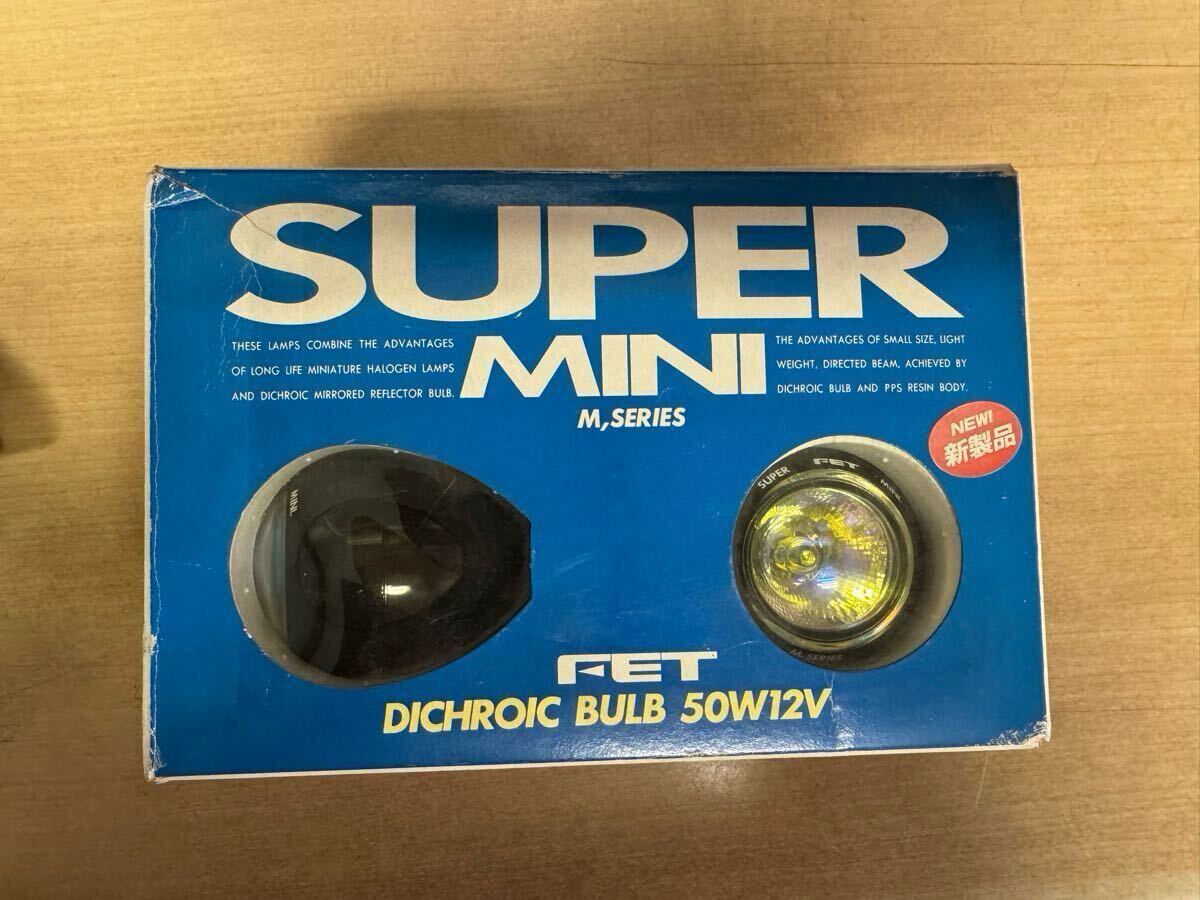 SUPER
MINI
M,SERIES
THESE LAMPS COMBINE THE ADVANTAGES
OF LONG LIFE MINIATURE HALOGEN LAMPS
AND DICHROIC MIRRORED REFLECTOR BULB.
THE ADVANTAGES OF SMALL SIZE, LIGHT
WEIGHT, DIRECTED BEAM, ACHIEVED BY
DICHROIC BULB AND PPS RESIN BODY.
NEW!
新製品
MINI.
SUPER FET MINI
M, SERIES
FET
DICHROIC BULB 50W12V